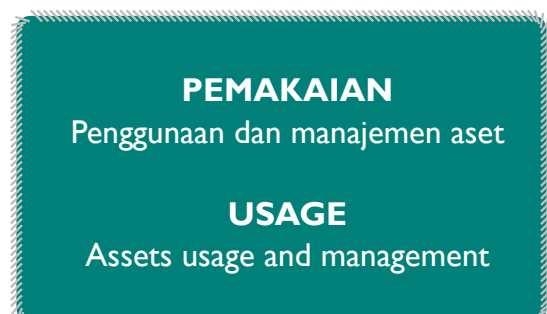 PEMAKAIAN
Penggunaan dan manajemen aset
USAGE
Assets usage and management